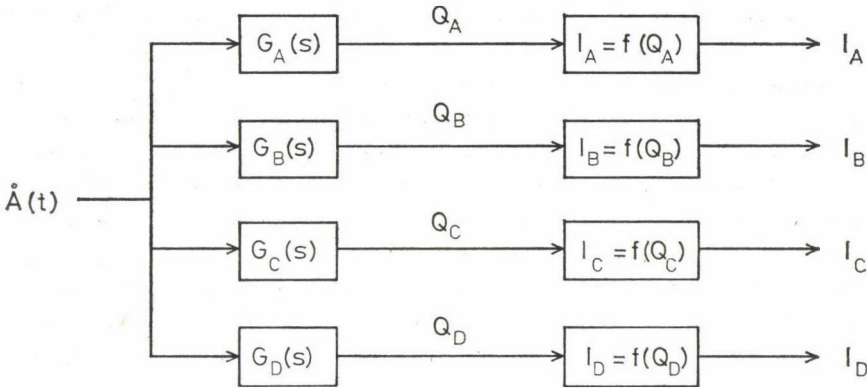 Q_A
G_A(s) I_A = f(Q_A) I_A
Q_B
G_B(s) I_B = f(Q_B) I_B
Å(t)
Q_C
G_C(s) I_C = f(Q_C) I_C
Q_D
G_D(s) I_D = f(Q_D) I_D